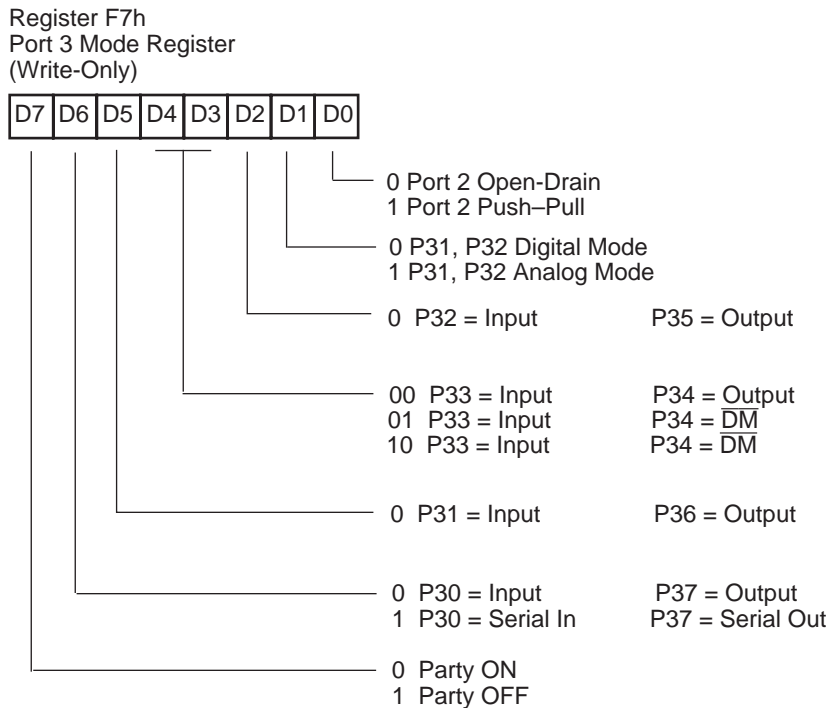 Register F7h
Port 3 Mode Register
(Write-Only)
D7 D6 D5 D4 D3 D2 D1 D0
0 Port 2 Open-Drain
1 Port 2 Push–Pull
0 P31, P32 Digital Mode
1 P31, P32 Analog Mode
0 P32 = Input P35 = Output
00 P33 = Input P34 = Output
01 P33 = Input P34 = D̅M̅
10 P33 = Input P34 = D̅M̅
0 P31 = Input P36 = Output
0 P30 = Input P37 = Output
1 P30 = Serial In P37 = Serial Out
0 Party ON
1 Party OFF